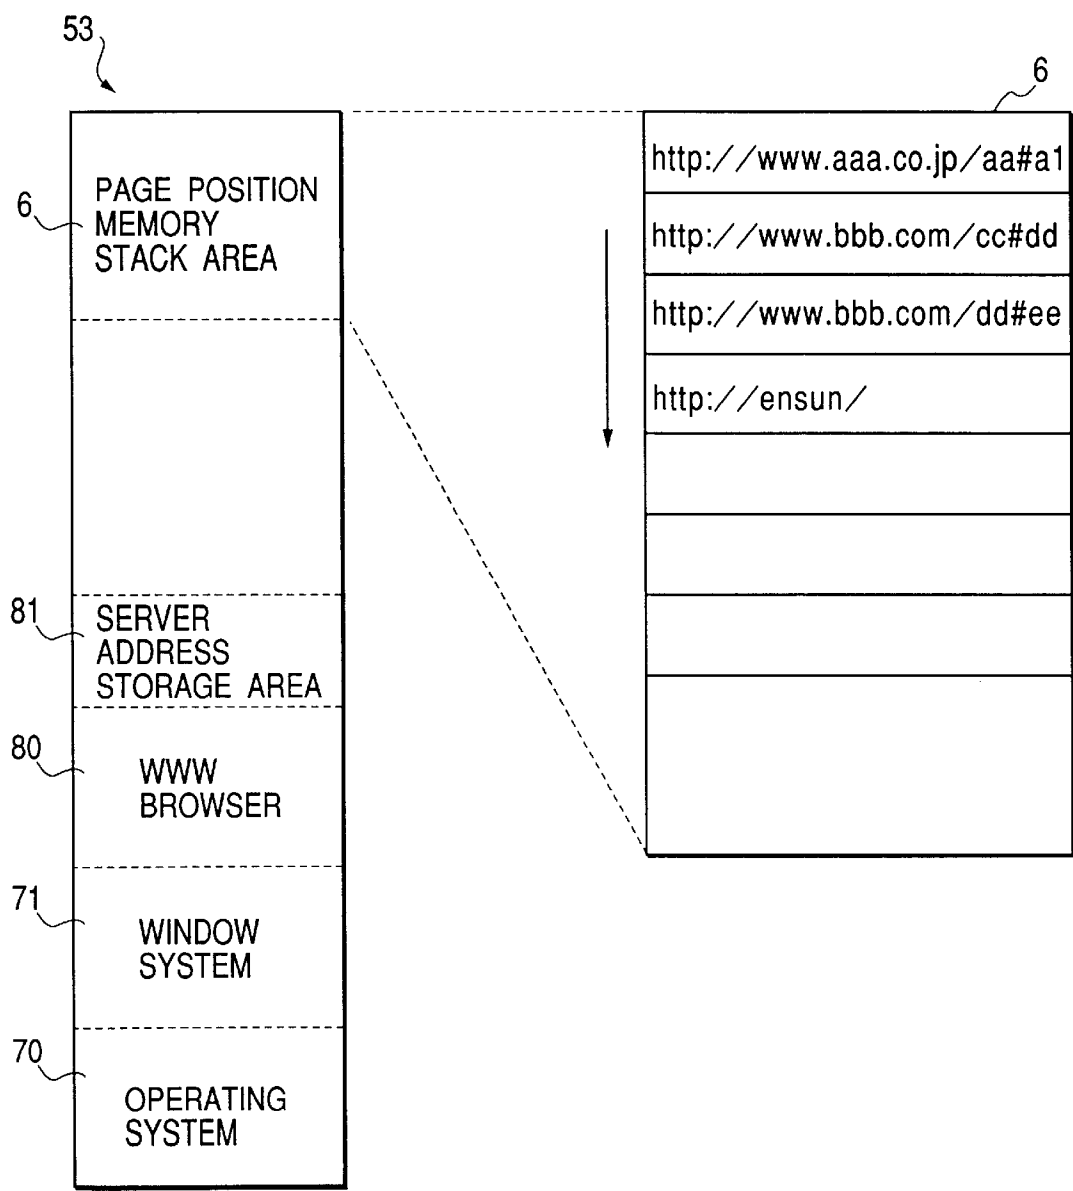 53
6
PAGE POSITION
MEMORY
STACK AREA
6
http://www.aaa.co.jp/aa#a1
http://www.bbb.com/cc#dd
http://www.bbb.com/dd#ee
http://ensun/
81
SERVER
ADDRESS
STORAGE AREA
80
WWW
BROWSER
71
WINDOW
SYSTEM
70
OPERATING
SYSTEM